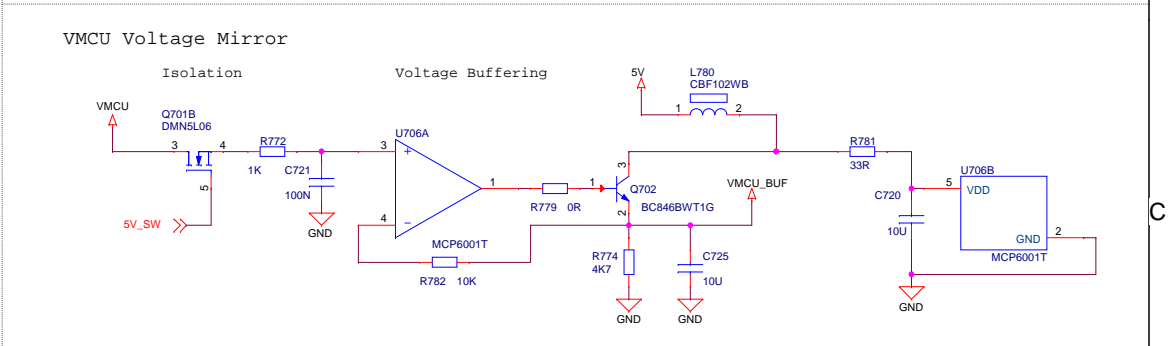 VMCU Voltage Mirror
Isolation
Voltage Buffering
VMCU
Q701B
DMN5L06
3
4
5
5V_SW
R772
1K
C721
100N
GND
U706A
3
+
4
−
1
MCP6001T
R782 10K
R779 0R
1
3
2
Q702
BC846BWT1G
5V
L780
CBF102WB
1
2
VMCU_BUF
R774
4K7
GND
C725
10U
GND
R781
33R
C720
10U
GND
U706B
5
VDD
GND
2
MCP6001T
C